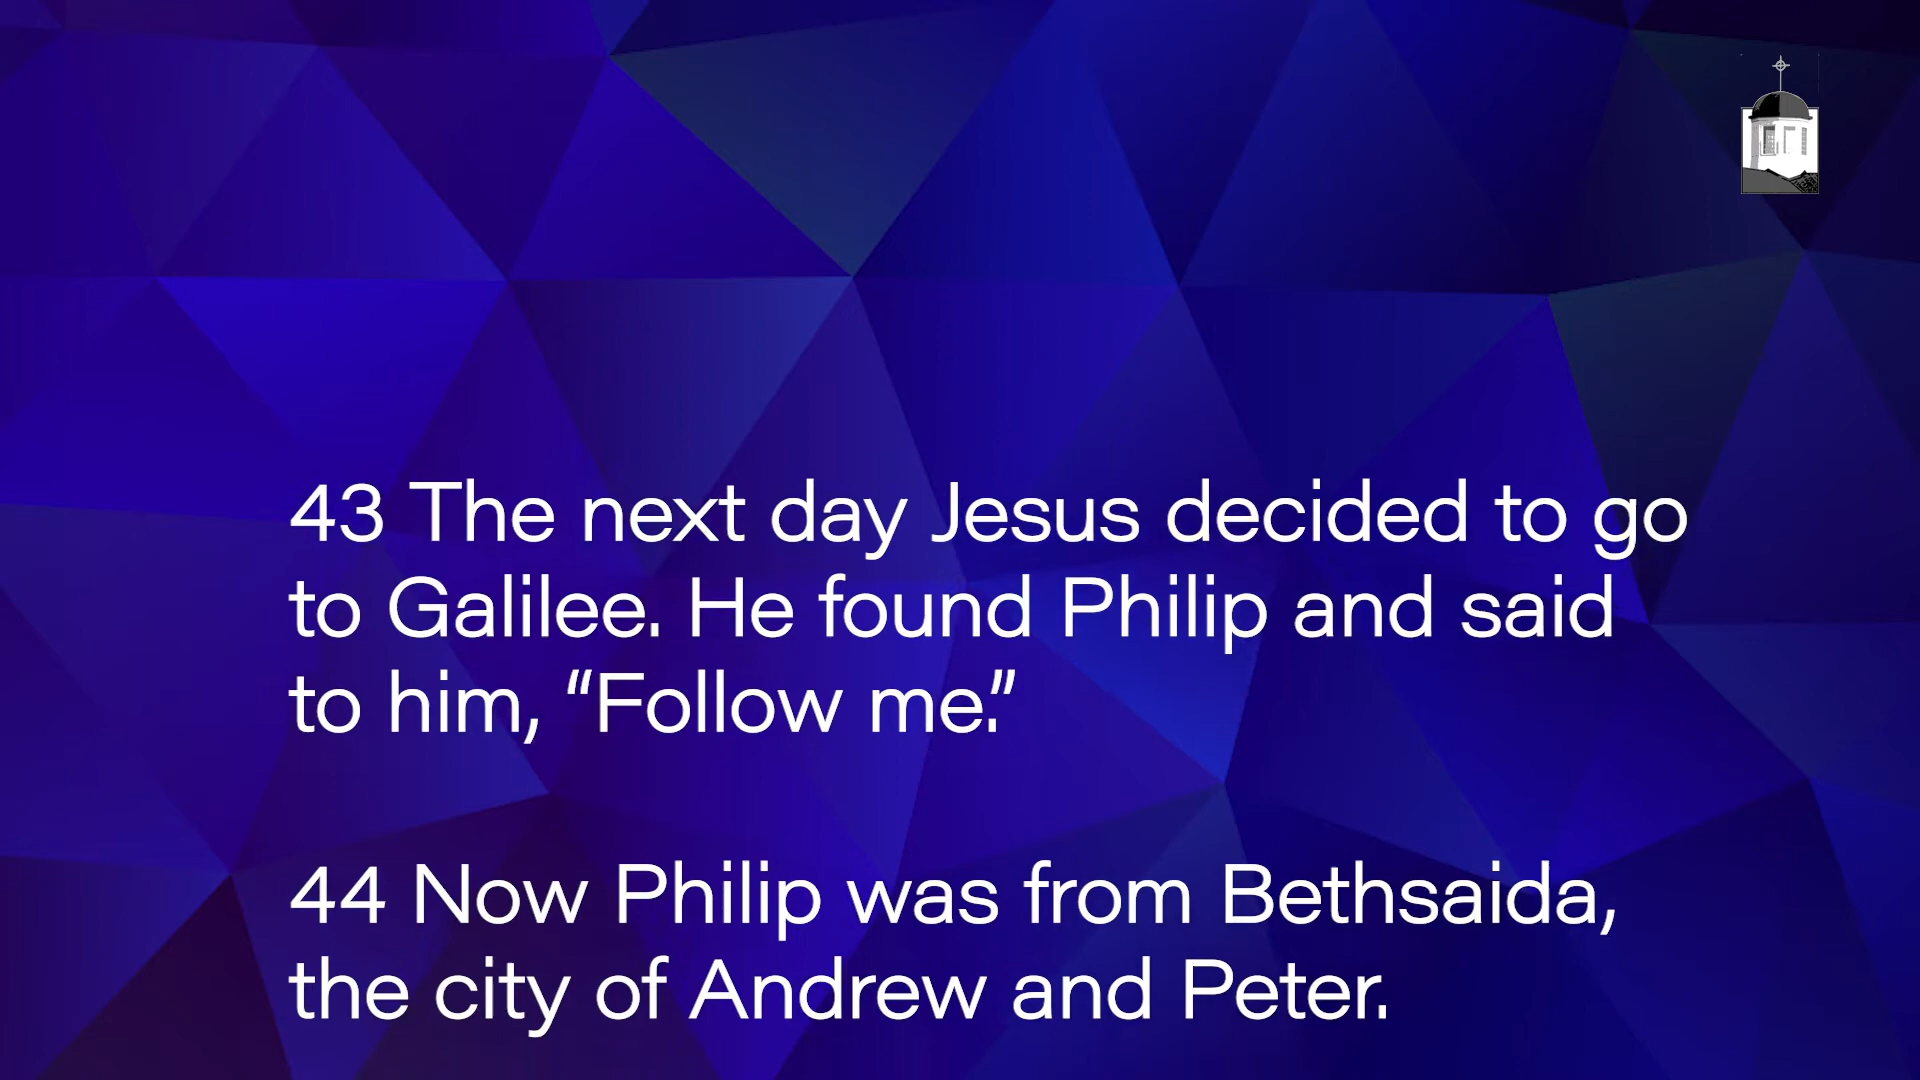 43 The next day Jesus decided to go
to Galilee. He found Philip and said
to him, “Follow me.”
44 Now Philip was from Bethsaida,
the city of Andrew and Peter.